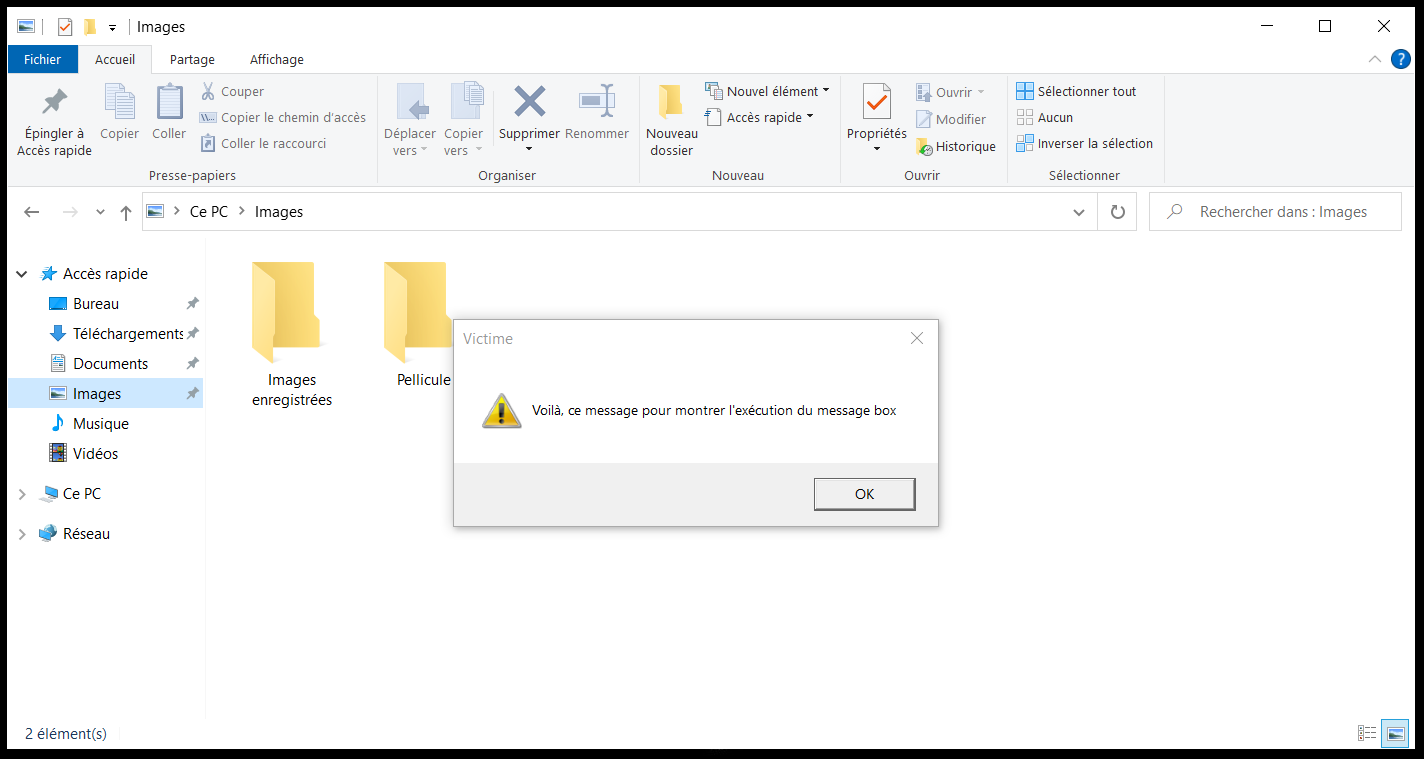 Images
Fichier
Accueil
Partage
Affichage
?
Épingler à
Accès rapide
Copier
Coller
Couper
Copier le chemin d'accès
Coller le raccourci
Presse-papiers
Déplacer
vers
Copier
vers
Supprimer
Renommer
Organiser
Nouveau
dossier
Nouvel élément
Accès rapide
Nouveau
Propriétés
Ouvrir
Modifier
Historique
Ouvrir
Sélectionner tout
Aucun
Inverser la sélection
Sélectionner
Ce PC
Images
Rechercher dans : Images
Accès rapide
Bureau
Téléchargements
Documents
Images
Musique
Vidéos
Ce PC
Réseau
Images
enregistrées
Pellicule
Victime
Voilà, ce message pour montrer l'exécution du message box
OK
2 élément(s)